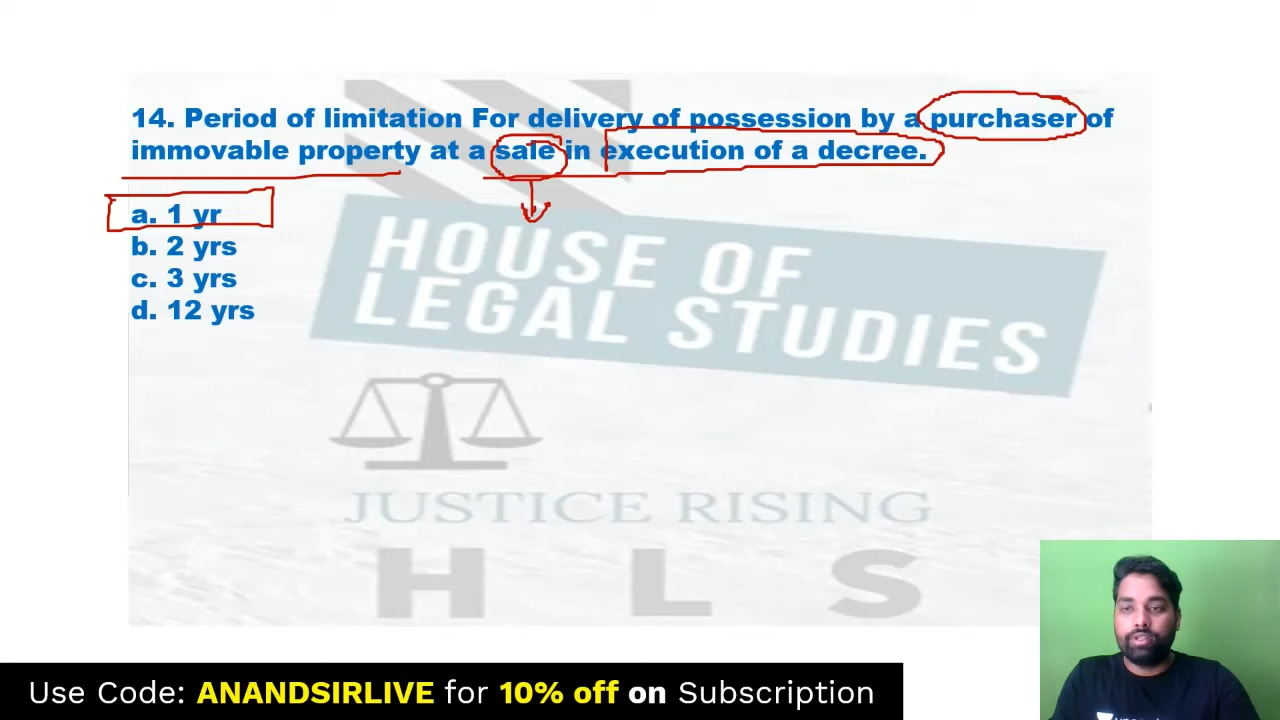 14. Period of limitation For delivery of possession by a purchaser of
immovable property at a sale in execution of a decree.
a. 1 yr
b. 2 yrs
c. 3 yrs
d. 12 yrs
HOUSE OF
LEGAL STUDIES
JUSTICE RISING
H L S
Use Code: ANANDSIRLIVE for 10% off on Subscription